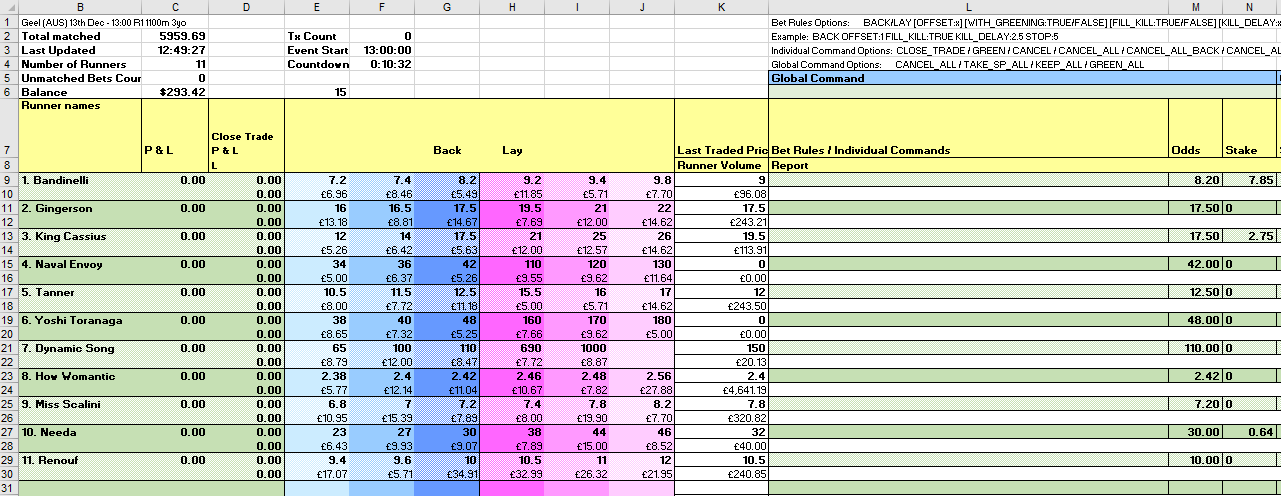 B C D E F G H I J K L M N
1 Geel (AUS) 13th Dec - 13:00 R1 1100m 3yo Bet Rules Options: BACK/LAY [OFFSET:x] [WITH_GREENING:TRUE/FALSE] [FILL_KILL:TRUE/FALSE] [KILL_DELAY:x
2 Total matched 5959.69 Tx Count 0 Example: BACK OFFSET:1 FILL_KILL:TRUE KILL_DELAY:2.5 STOP:5
3 Last Updated 12:49:27 Event Start 13:00:00 Individual Command Options: CLOSE_TRADE / GREEN / CANCEL / CANCEL_ALL / CANCEL_ALL_BACK / CANCEL_AL
4 Number of Runners 11 Countdown 0:10:32 Global Command Options: CANCEL_ALL / TAKE_SP_ALL / KEEP_ALL / GREEN_ALL
5 Unmatched Bets Cour 0 Global Command
6 Balance $293.42 15
Runner names
Close Trade
7 P & L P & L Back Lay Last Traded Pric Bet Rules / Individual Commands Odds Stake
8 L Runner Volume Report
9 1. Bandinelli 0.00 0.00 7.2 7.4 8.2 9.2 9.4 9.8 9 8.20 7.85
10 0.00 £6.96 £8.46 £5.49 £11.85 £5.71 £7.70 £96.08
11 2. Gingerson 0.00 0.00 16 16.5 17.5 19.5 21 22 17.5 17.50 0
12 0.00 £13.18 £8.81 £14.67 £7.69 £12.00 £14.62 £243.21
13 3. King Cassius 0.00 0.00 12 14 17.5 21 25 26 19.5 17.50 2.75
14 0.00 £5.26 £6.42 £5.63 £12.00 £12.57 £14.62 £113.91
15 4. Naval Envoy 0.00 0.00 34 36 42 110 120 130 0 42.00 0
16 0.00 £5.00 £6.37 £5.26 £9.55 £9.62 £11.64 £0.00
17 5. Tanner 0.00 0.00 10.5 11.5 12.5 15.5 16 17 12 12.50 0
18 0.00 £8.00 £7.72 £11.18 £5.00 £5.71 £14.62 £243.50
19 6. Yoshi Toranaga 0.00 0.00 38 40 48 160 170 180 0 48.00 0
20 0.00 £8.65 £7.32 £5.25 £7.66 £9.62 £5.00 £0.00
21 7. Dynamic Song 0.00 0.00 65 100 110 690 1000 150 110.00 0
22 0.00 £8.79 £12.00 £8.47 £7.72 £8.87 £20.13
23 8. How Womantic 0.00 0.00 2.38 2.4 2.42 2.46 2.48 2.56 2.4 2.42 0
24 0.00 £5.77 £12.14 £11.04 £10.67 £7.82 £27.88 £4,641.19
25 9. Miss Scalini 0.00 0.00 6.8 7 7.2 7.4 7.8 8.2 7.8 7.20 0
26 0.00 £10.95 £15.39 £7.89 £8.00 £19.90 £7.70 £320.82
27 10. Needa 0.00 0.00 23 27 30 38 44 46 32 30.00 0.64
28 0.00 £6.43 £9.93 £9.07 £7.89 £15.00 £8.52 £40.00
29 11. Renouf 0.00 0.00 9.4 9.6 10 10.5 11 12 10.5 10.00 0
30 0.00 £17.07 £5.71 £34.91 £32.99 £26.32 £21.95 £240.85
31